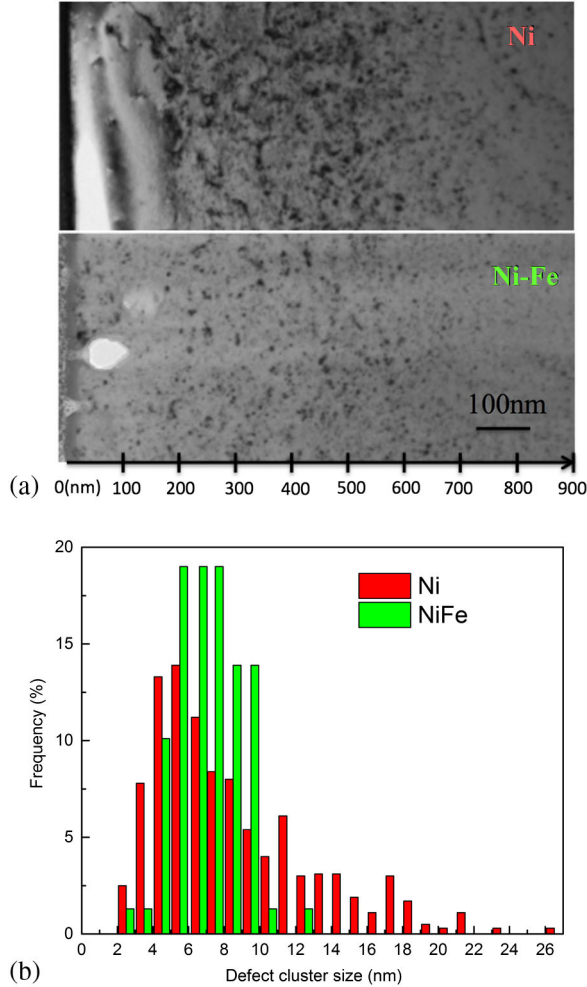 Ni
Ni-Fe
100nm
(a)
0(nm) 100 200 300 400 500 600 700 800 900
20
15
10
5
0
Frequency (%)
Ni
NiFe
0 2 4 6 8 10 12 14 16 18 20 22 24 26
Defect cluster size (nm)
(b)